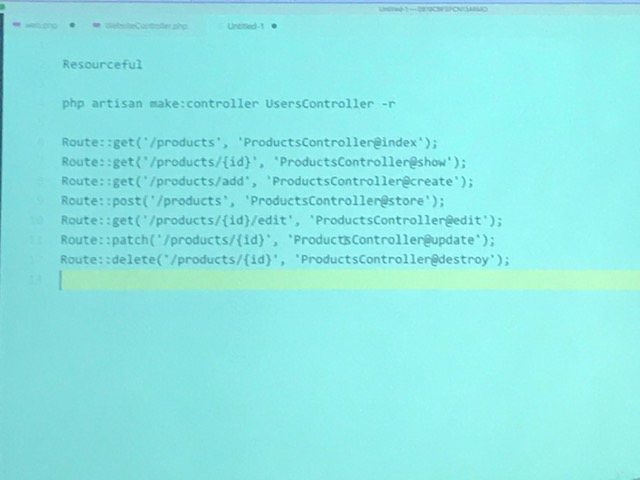 Untitled-1
web.php
WebsiteController.php
Untitled-1
Resourceful
php artisan make:controller UsersController -r
Route::get('/products', 'ProductsController@index');
Route::get('/products/{id}', 'ProductsController@show');
Route::get('/products/add', 'ProductsController@create');
Route::post('/products', 'ProductsController@store');
Route::get('/products/{id}/edit', 'ProductsController@edit');
Route::patch('/products/{id}', 'ProductsController@update');
Route::delete('/products/{id}', 'ProductsController@destroy');